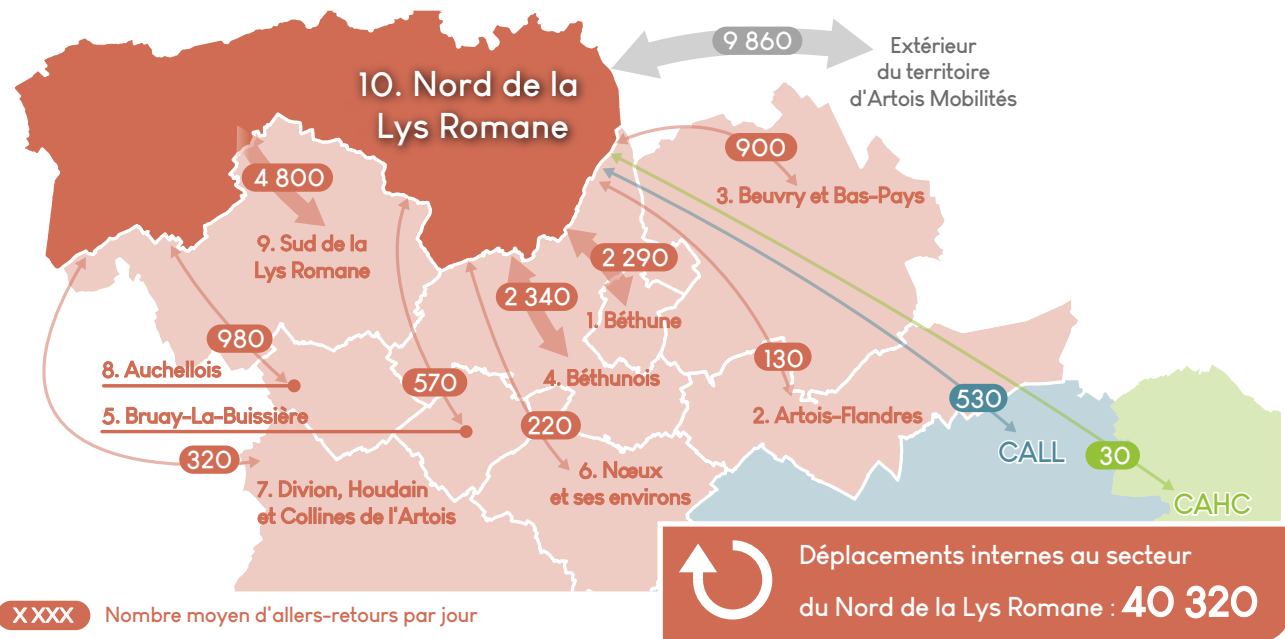 9 860
Extérieur
du territoire
d'Artois Mobilités
10. Nord de la
Lys Romane
900
3. Beuvry et Bas-Pays
4 800
9. Sud de la
Lys Romane
2 290
1. Béthune
2 340
4. Béthunois
980
8. Auchellois
570
5. Bruay-La-Buissière
130
2. Artois-Flandres
220
6. Nœux
et ses environs
320
7. Divion, Houdain
et Collines de l'Artois
530
CALL
30
CAHC
Déplacements internes au secteur
du Nord de la Lys Romane : 40 320
X XXX Nombre moyen d'allers-retours par jour